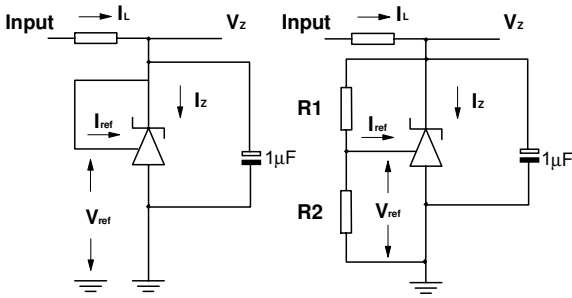 Input
I_L
V_Z
I_Z
I_ref
1μF
V_ref
Input
I_L
V_Z
R1
I_Z
I_ref
1μF
R2
V_ref